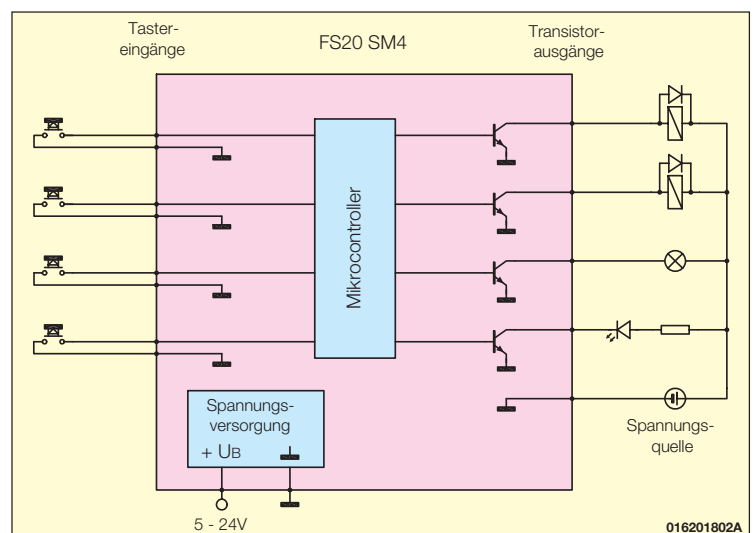 Taster-
eingänge
FS20 SM4
Transistor-
ausgänge
Mikrocontroller
Spannungs-
versorgung
+ UB
5 - 24V
Spannungs-
quelle
016201802A